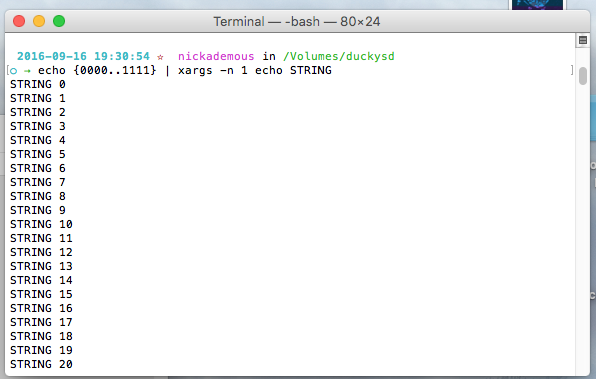 Terminal — -bash — 80×24
2016-09-16 19:30:54 ☆ nickademous in /Volumes/duckysd
[○ → echo {0000..1111} | xargs -n 1 echo STRING ]
STRING 0
STRING 1
STRING 2
STRING 3
STRING 4
STRING 5
STRING 6
STRING 7
STRING 8
STRING 9
STRING 10
STRING 11
STRING 12
STRING 13
STRING 14
STRING 15
STRING 16
STRING 17
STRING 18
STRING 19
STRING 20